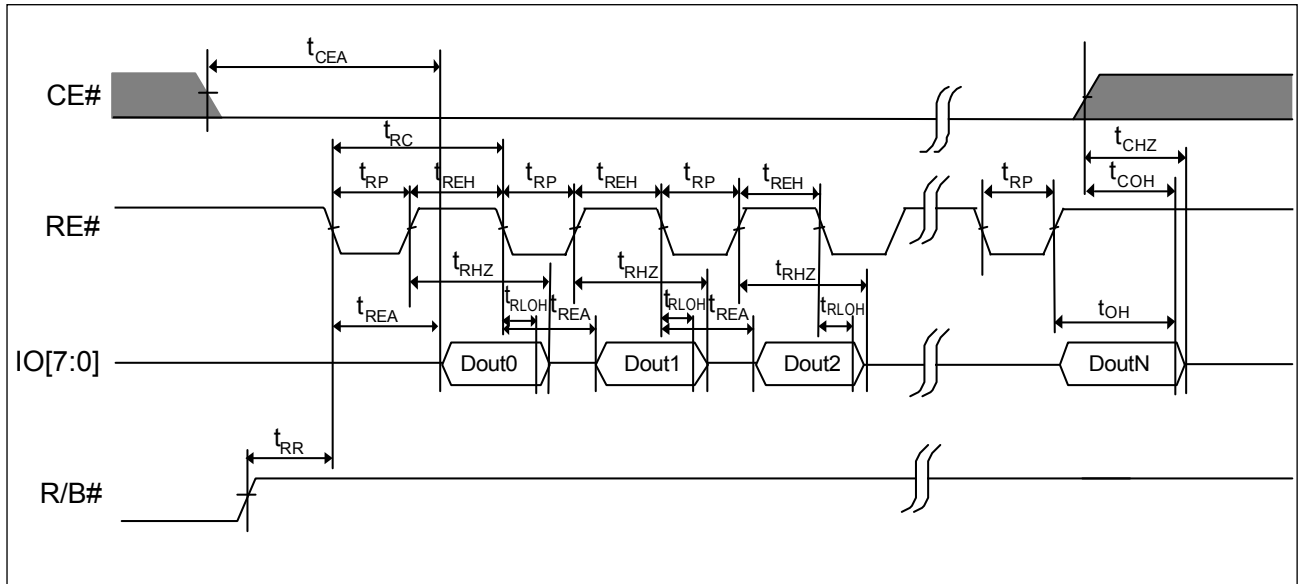 tCEA
CE#
tRC
tCHZ
tRP tREH tRP tREH tRP tREH tRP tCOH
RE#
tRHZ tRHZ tRHZ
tRLOH tRLOH tRLOH
tREA tREA tREA tOH
IO[7:0] Dout0 Dout1 Dout2 DoutN
tRR
R/B#